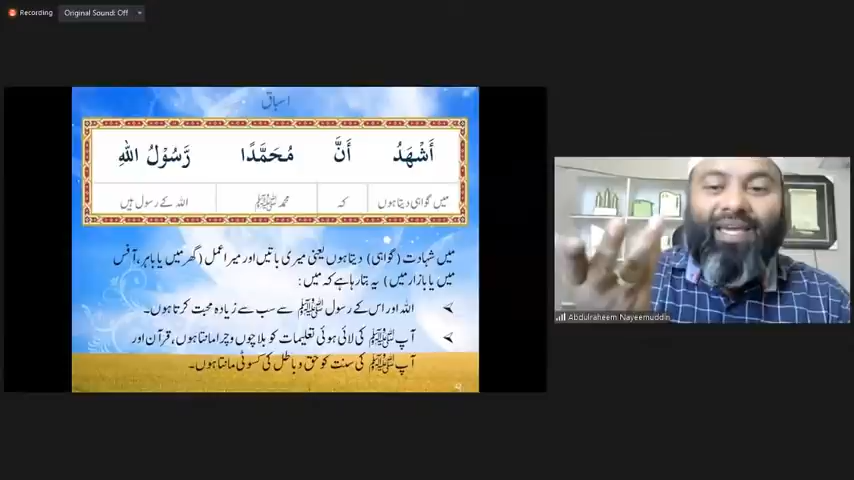 Recording
Original Sound: Off
اسباق
أَشْهَدُ أَنَّ مُحَمَّدًا رَّسُوْلُ اللهِ
میں گواہی دیتا ہوں کہ محمد ﷺ اللہ کے رسول ہیں
میں شہادت (گواہی) دیتا ہوں یعنی میری باتیں اور میرا عمل (گھر میں یا باہر، آفس
میں یا بازار میں) یہ بتا رہا ہے کہ میں:
اللہ اور اس کے رسول ﷺ سے سب سے زیادہ محبت کرتا ہوں۔
آپ ﷺ کی لائی ہوئی تعلیمات کو بلا چوں و چرا مانتا ہوں، قرآن اور
آپ ﷺ کی سنت کو حق و باطل کی کسوٹی مانتا ہوں۔
۹
Abdulraheem Nayeemuddin